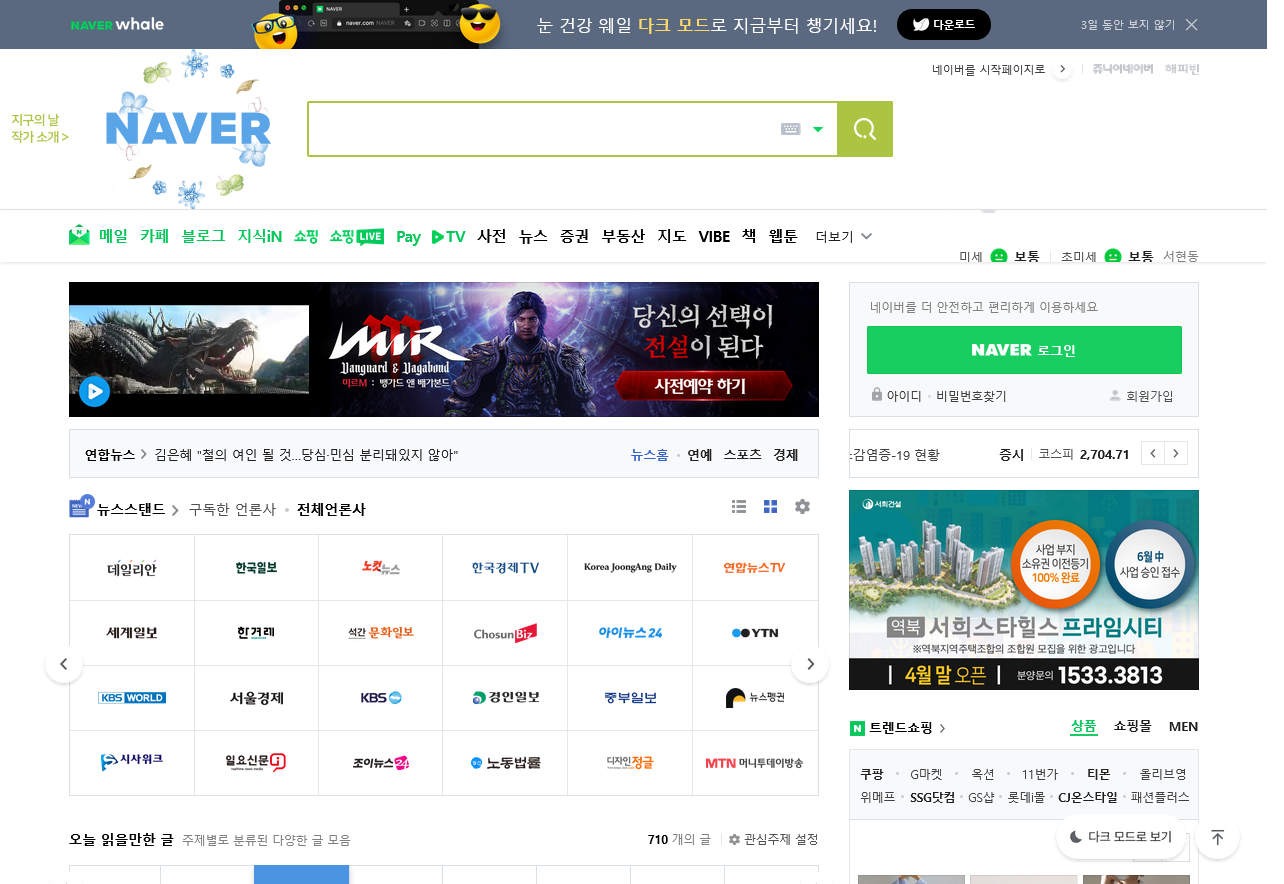 NAVER whale
눈 건강 웨일 다크 모드로 지금부터 챙기세요!
다운로드
3일 동안 보지 않기
네이버를 시작페이지로
쥬니어네이버 해피빈
지구의 날
작가 소개 >
NAVER
메일 카페 블로그 지식iN 쇼핑 쇼핑LIVE Pay TV 사전 뉴스 증권 부동산 지도 VIBE 책 웹툰 더보기
미세 보통 초미세 보통 서현동
MIR
Vanguard & Vagabond
미르M : 뱅가드 앤 배가본드
당신의 선택이
전설이 된다
사전예약 하기
네이버를 더 안전하고 편리하게 이용하세요
NAVER 로그인
아이디 비밀번호찾기 회원가입
연합뉴스 김은혜 "철의 여인 될 것...당심·민심 분리돼있지 않아"
뉴스홈 연예 스포츠 경제
감염증-19 현황 증시 코스피 2,704.71
뉴스스탠드 구독한 언론사 전체언론사
데일리안 한국일보 노컷뉴스 한국경제TV Korea JoongAng Daily 연합뉴스TV
세계일보 한겨레 석간 문화일보 ChosunBiz 아이뉴스24 YTN
KBS WORLD 서울경제 KBS 경인일보 중부일보 뉴스펭귄
시사위크 일요신문 조이뉴스24 노동법률 디자인정글 MTN 머니투데이방송
서희건설
사업 부지
소유권 이전등기
100% 완료
6월 中
사업 승인 접수
역북 서희스타힐스 프라임시티
※역북지역주택조합의 조합원 모집을 위한 광고입니다
4월 말 오픈 분양문의 1533.3813
트렌드쇼핑 상품 쇼핑몰 MEN
쿠팡 G마켓 옥션 11번가 티몬 올리브영
위메프 SSG닷컴 GS샵 롯데i몰 CJ온스타일 패션플러스
오늘 읽을만한 글 주제별로 분류된 다양한 글 모음
710 개의 글 관심주제 설정
다크 모드로 보기